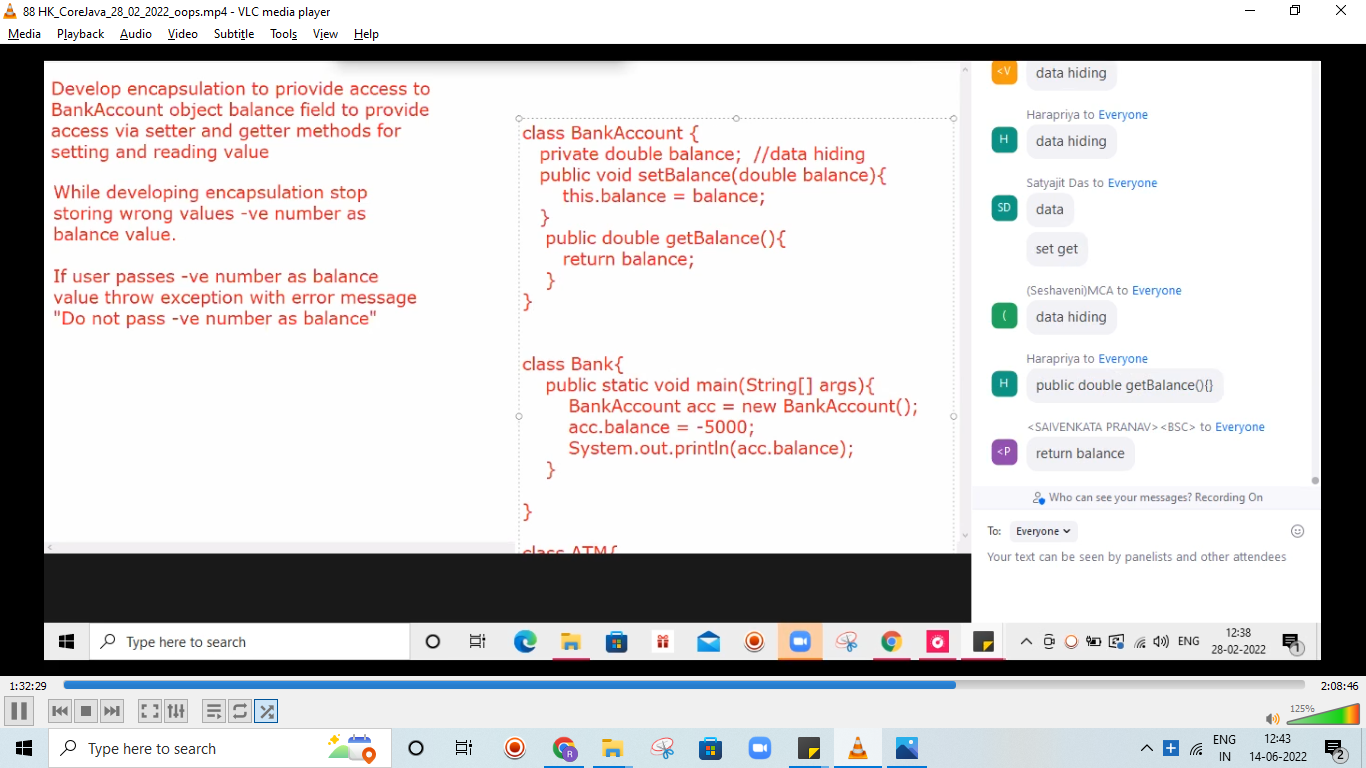 88 HK_CoreJava_28_02_2022_oops.mp4 - VLC media player
Media Playback Audio Video Subtitle Tools View Help
Develop encapsulation to priovide access to
BankAccount object balance field to provide
access via setter and getter methods for
setting and reading value
While developing encapsulation stop
storing wrong values -ve number as
balance value.
If user passes -ve number as balance
value throw exception with error message
"Do not pass -ve number as balance"
class BankAccount {
private double balance; //data hiding
public void setBalance(double balance){
this.balance = balance;
}
public double getBalance(){
return balance;
}
}
class Bank{
public static void main(String[] args){
BankAccount acc = new BankAccount();
acc.balance = -5000;
System.out.println(acc.balance);
}
}
class ATM{
<V
data hiding
Harapriya to Everyone
H
data hiding
Satyajit Das to Everyone
SD
data
set get
(Seshaveni)MCA to Everyone
(
data hiding
Harapriya to Everyone
H
public double getBalance(){}
<SAIVENKATA PRANAV><BSC> to Everyone
<P
return balance
Who can see your messages? Recording On
To: Everyone
Your text can be seen by panelists and other attendees
Type here to search
ENG
12:38
28-02-2022
1
1:32:29
2:08:46
125%
Type here to search
R
ENG
IN
12:43
14-06-2022
2